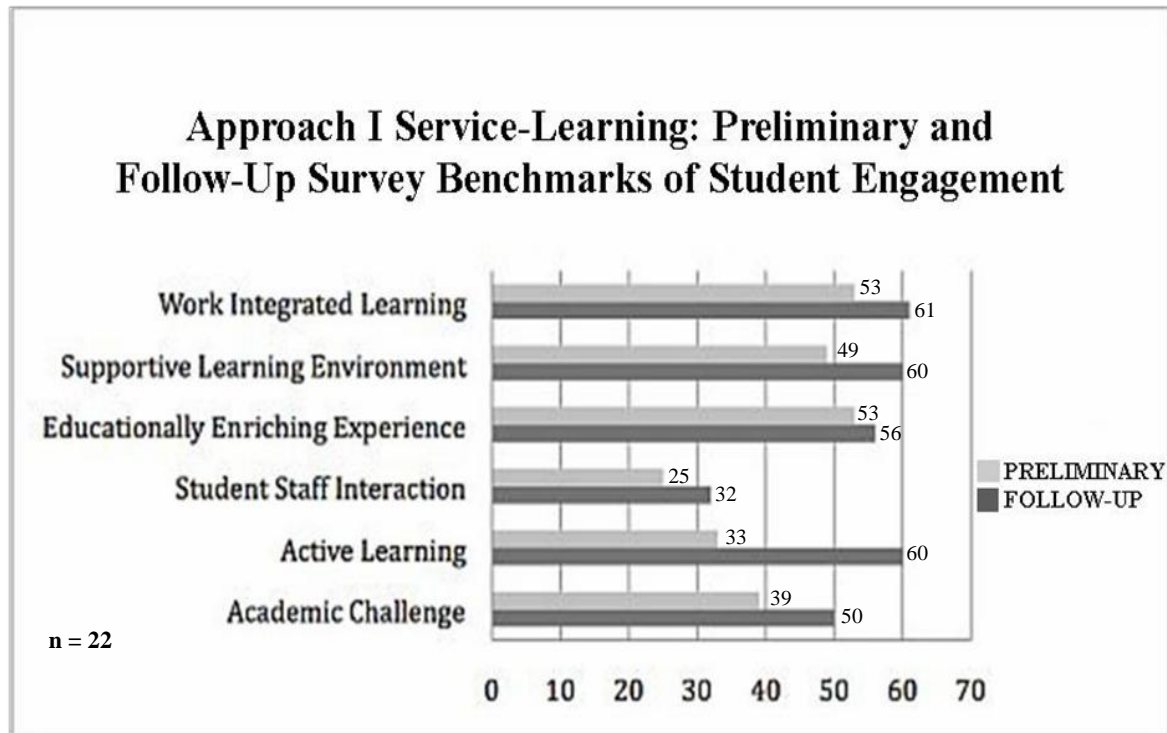 Approach I Service-Learning: Preliminary and
Follow-Up Survey Benchmarks of Student Engagement
Work Integrated Learning
53
61
Supportive Learning Environment
49
60
Educationally Enriching Experience
53
56
Student Staff Interaction
25
32
Active Learning
33
60
Academic Challenge
39
50
PRELIMINARY
FOLLOW-UP
n = 22
0 10 20 30 40 50 60 70